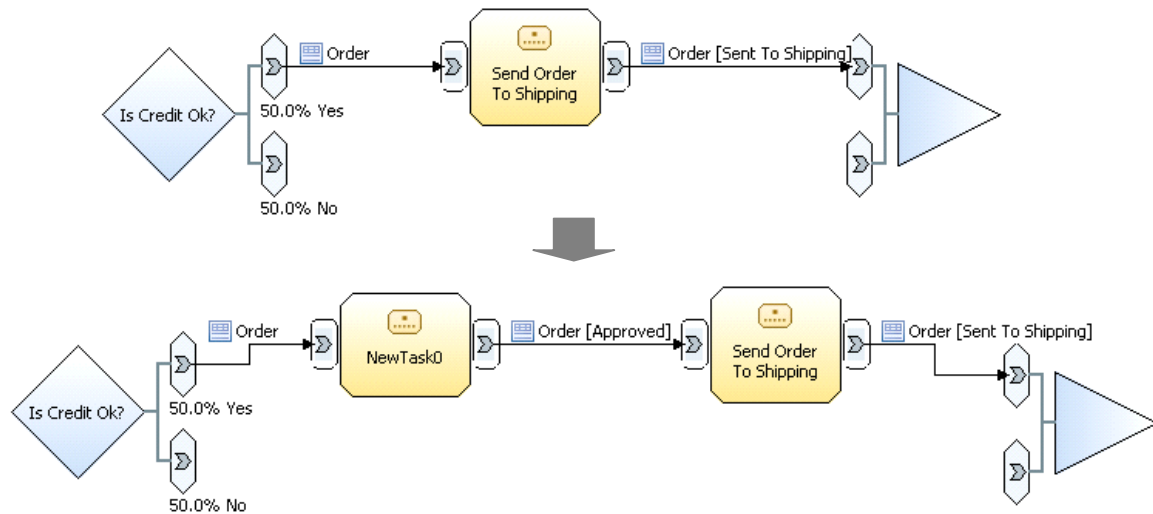 Order
Order [Sent To Shipping]
Send Order
To Shipping
Is Credit Ok?
50.0% Yes
50.0% No
Order
Order [Approved]
Order [Sent To Shipping]
NewTask0
Send Order
To Shipping
Is Credit Ok?
50.0% Yes
50.0% No